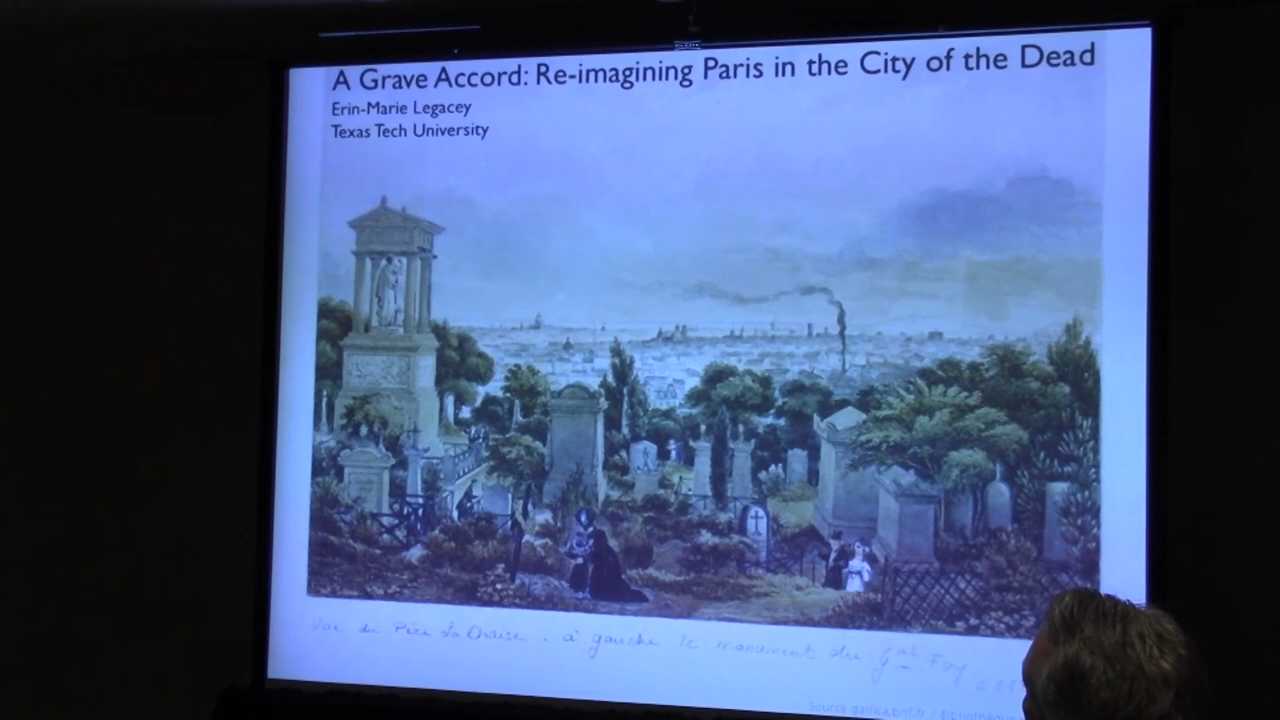 A Grave Accord: Re-imagining Paris in the City of the Dead
Erin-Marie Legacey
Texas Tech University
Vue du Père La Chaise . à gauche le monument du Gal Foy
Source gallica.bnf.fr / Bibliothèque